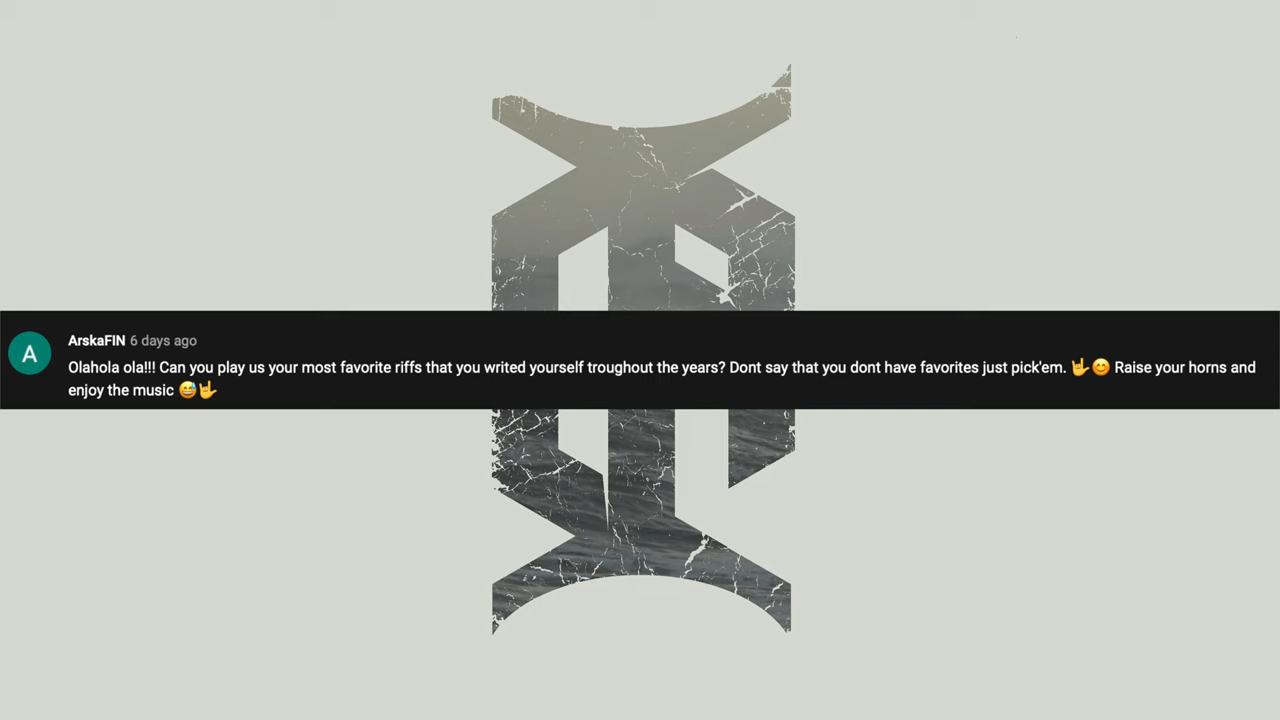 A
ArskaFIN 6 days ago
Olahola ola!!! Can you play us your most favorite riffs that you writed yourself troughout the years? Dont say that you dont have favorites just pick'em. 🤟😊 Raise your horns and
enjoy the music 😅🤟